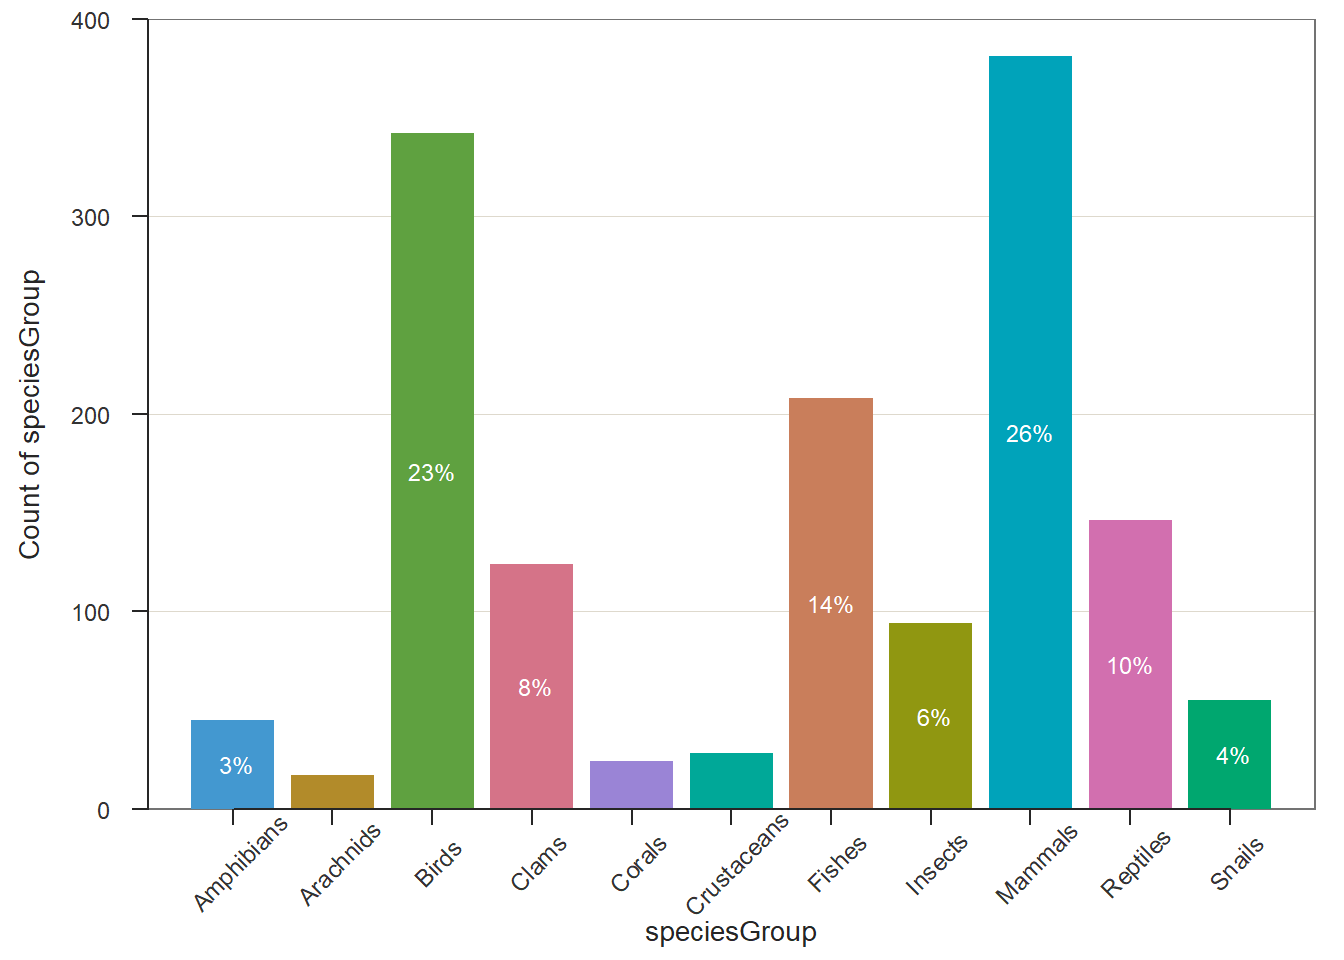 Count of speciesGroup
400
300
200
100
0
3%
23%
8%
14%
6%
26%
10%
4%
Amphibians
Arachnids
Birds
Clams
Corals
Crustaceans
Fishes
Insects
Mammals
Reptiles
Snails
speciesGroup